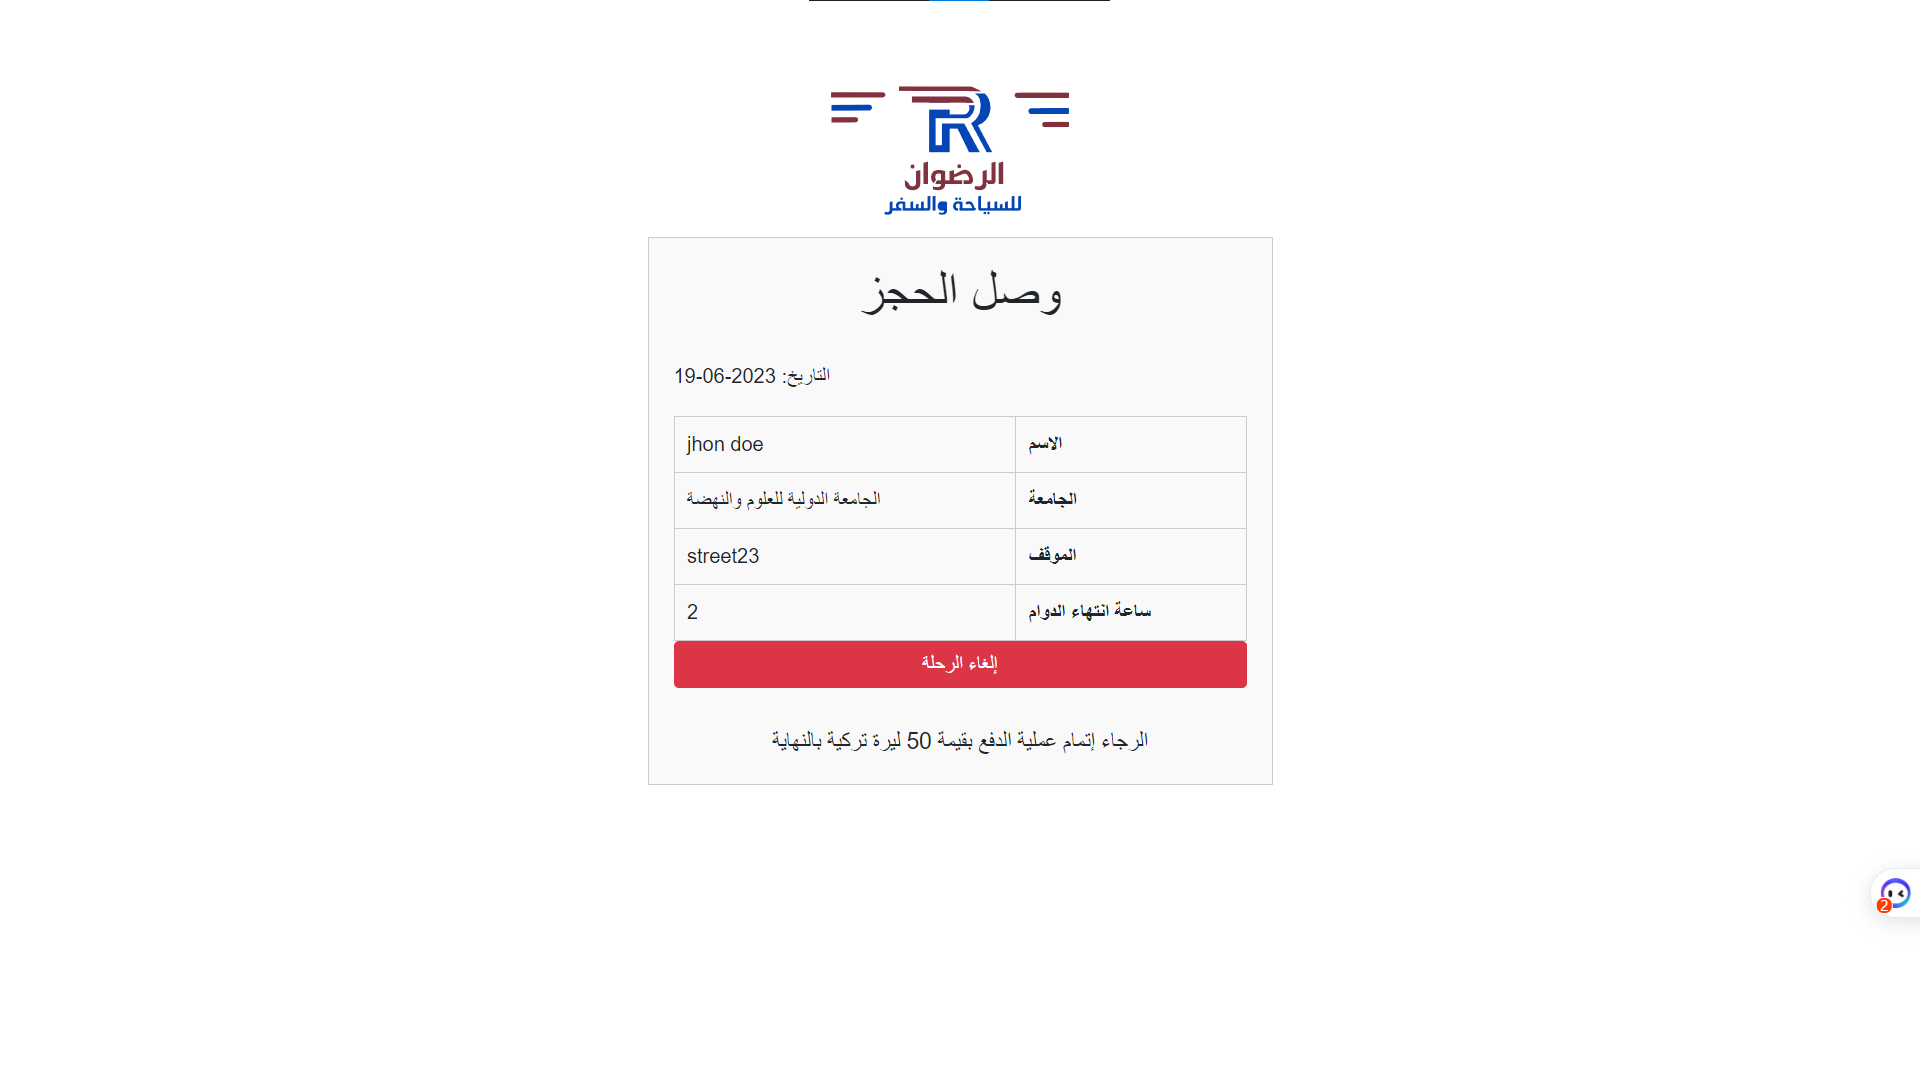 الرضوان
للسياحة والسفر
وصل الحجز
التاريخ: 2023-06-19
الاسم jhon doe
الجامعة الجامعة الدولية للعلوم والنهضة
الموقف street23
ساعة انتهاء الدوام 2
إلغاء الرحلة
الرجاء إتمام عملية الدفع بقيمة 50 ليرة تركية بالنهاية
2